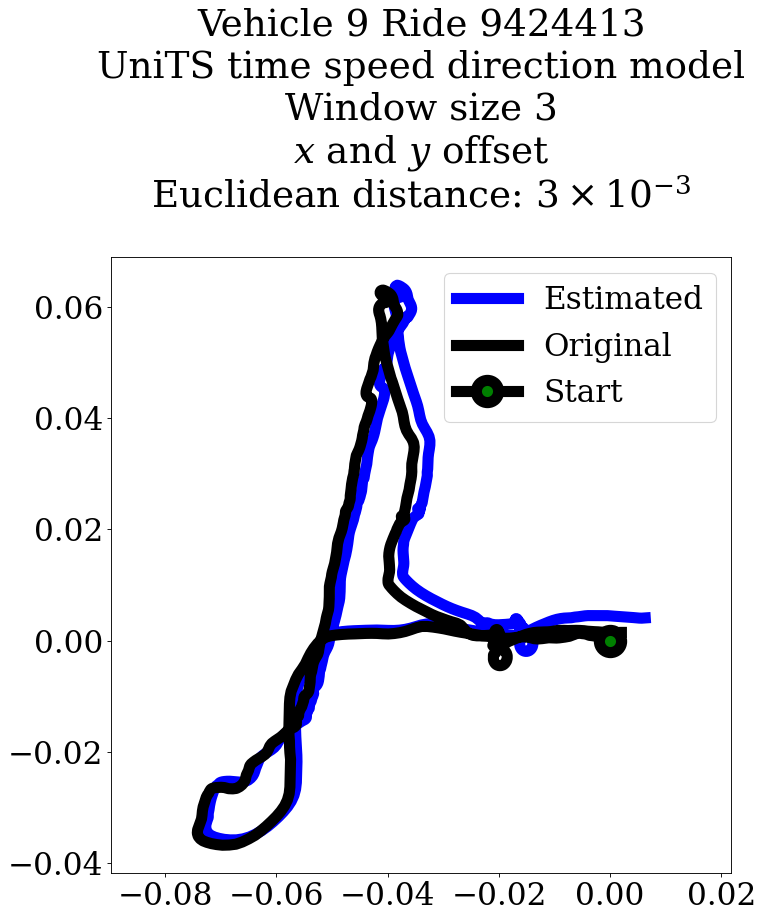 Vehicle 9 Ride 9424413
UniTS time speed direction model
Window size 3
x and y offset
Euclidean distance: 3 × 10⁻³
Estimated
Original
Start
0.06
0.04
0.02
0.00
−0.02
−0.04
−0.08 −0.06 −0.04 −0.02 0.00 0.02